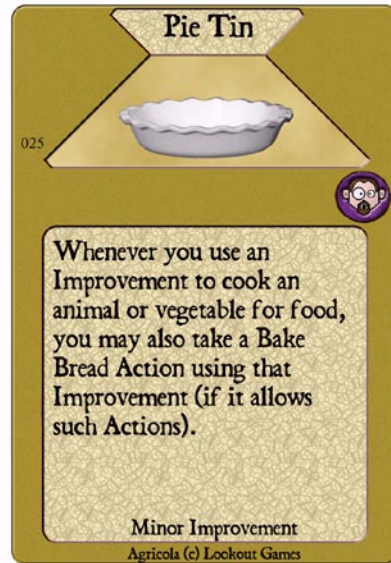 Pie Tin
025
Whenever you use an
Improvement to cook an
animal or vegetable for food,
you may also take a Bake
Bread Action using that
Improvement (if it allows
such Actions).
Minor Improvement
Agricola (c) Lookout Games